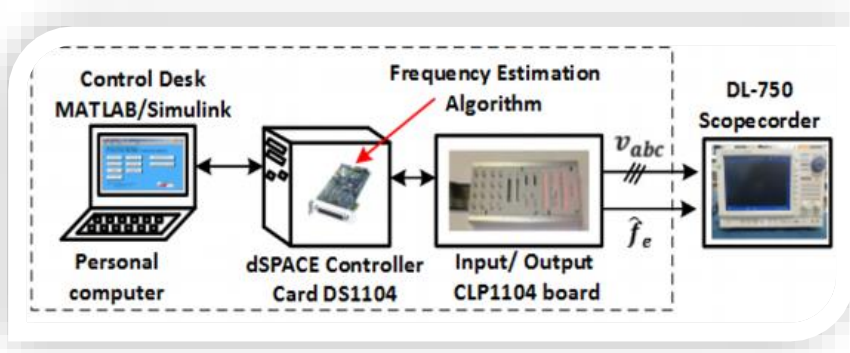 Control Desk
MATLAB/Simulink
Frequency Estimation
Algorithm
DL-750
Scopecorder
v_abc
f̂_e
Personal
computer
dSPACE Controller
Card DS1104
Input/ Output
CLP1104 board